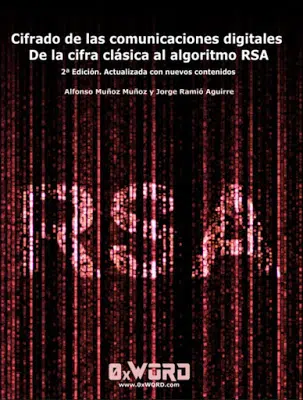 Cifrado de las comunicaciones digitales
De la cifra clásica al algoritmo RSA
2ª Edición. Actualizada con nuevos contenidos
Alfonso Muñoz Muñoz y Jorge Ramió Aguirre
RSA
0xWORD
www.0xWORD.com